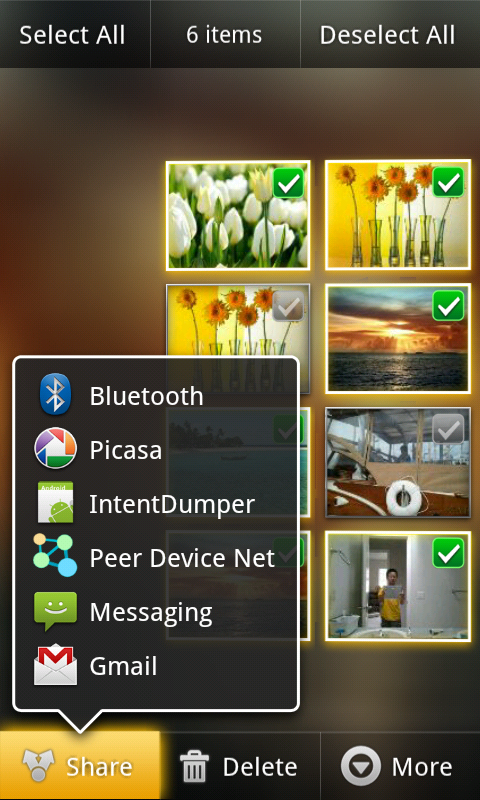 Select All
6 items
Deselect All
Bluetooth
Picasa
Android
IntentDumper
Peer Device Net
Messaging
Gmail
Share
Delete
More